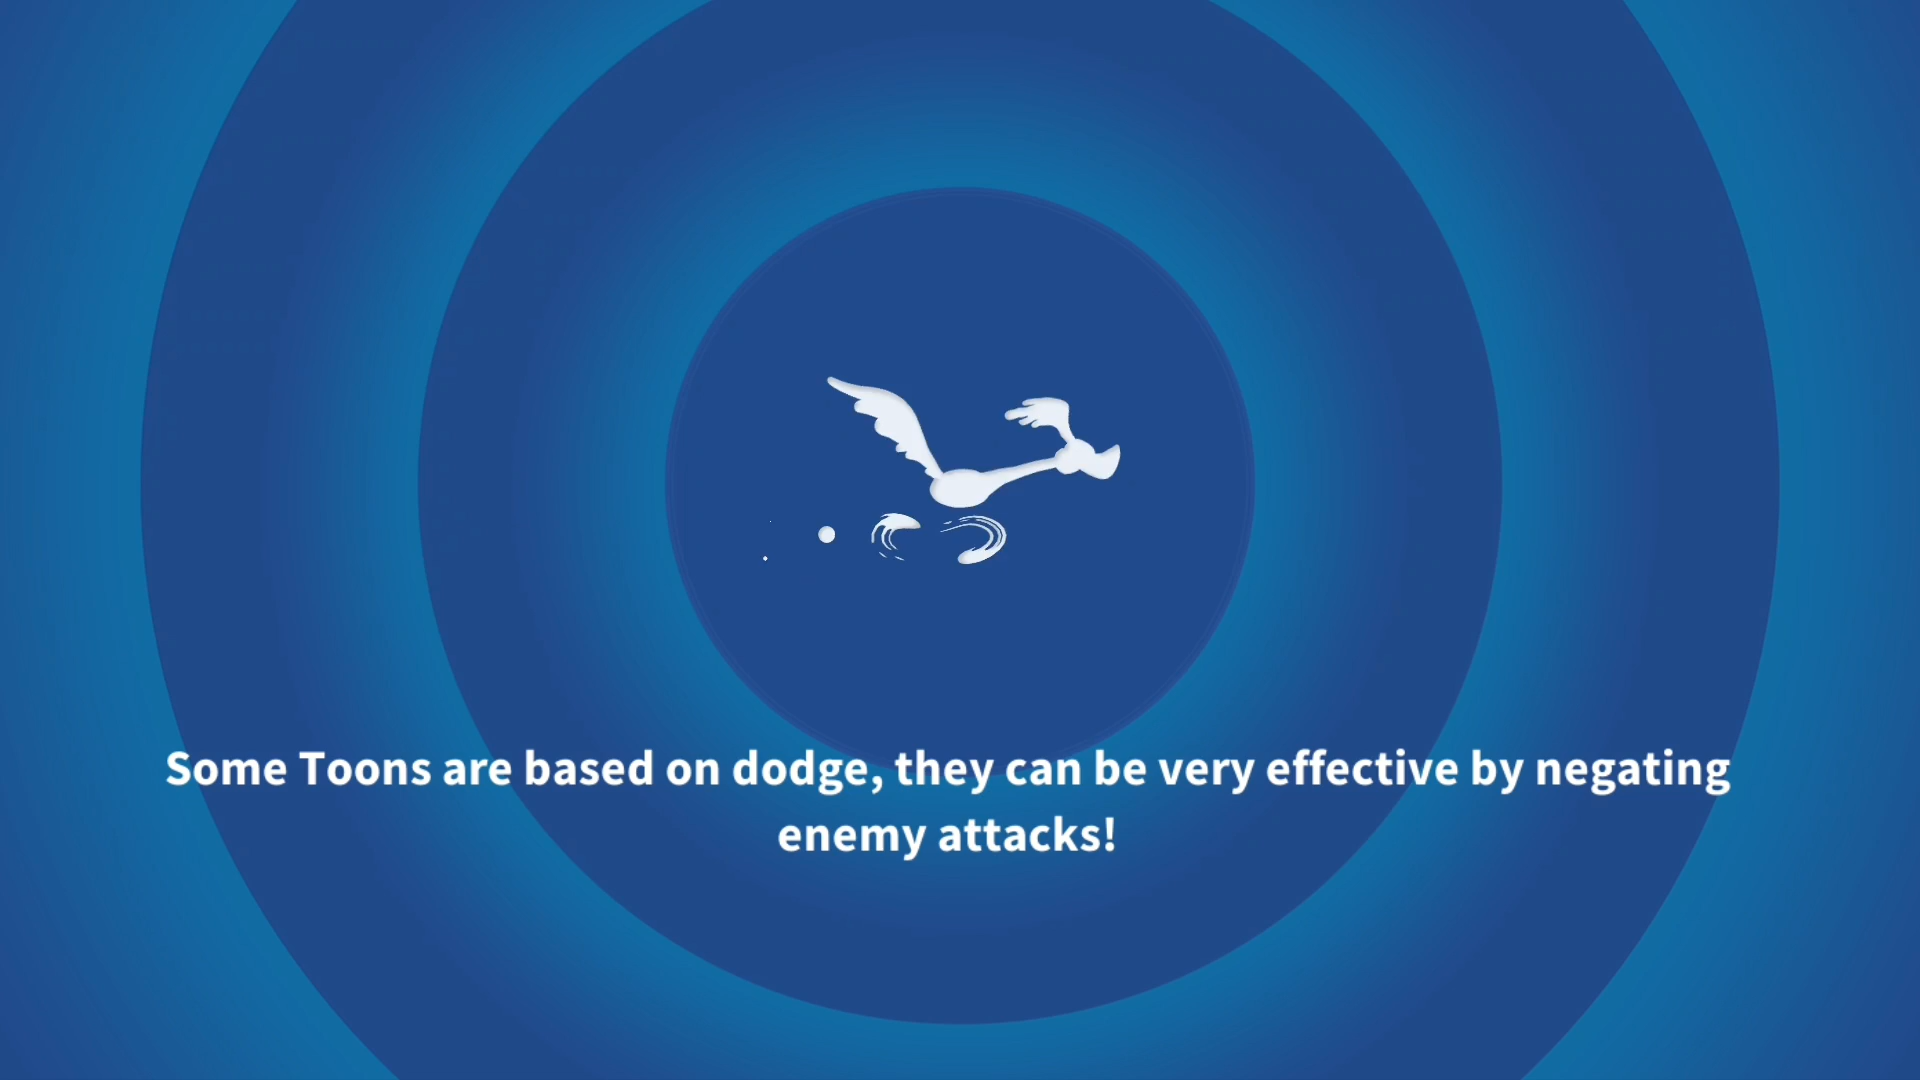 Some Toons are based on dodge, they can be very effective by negating
enemy attacks!